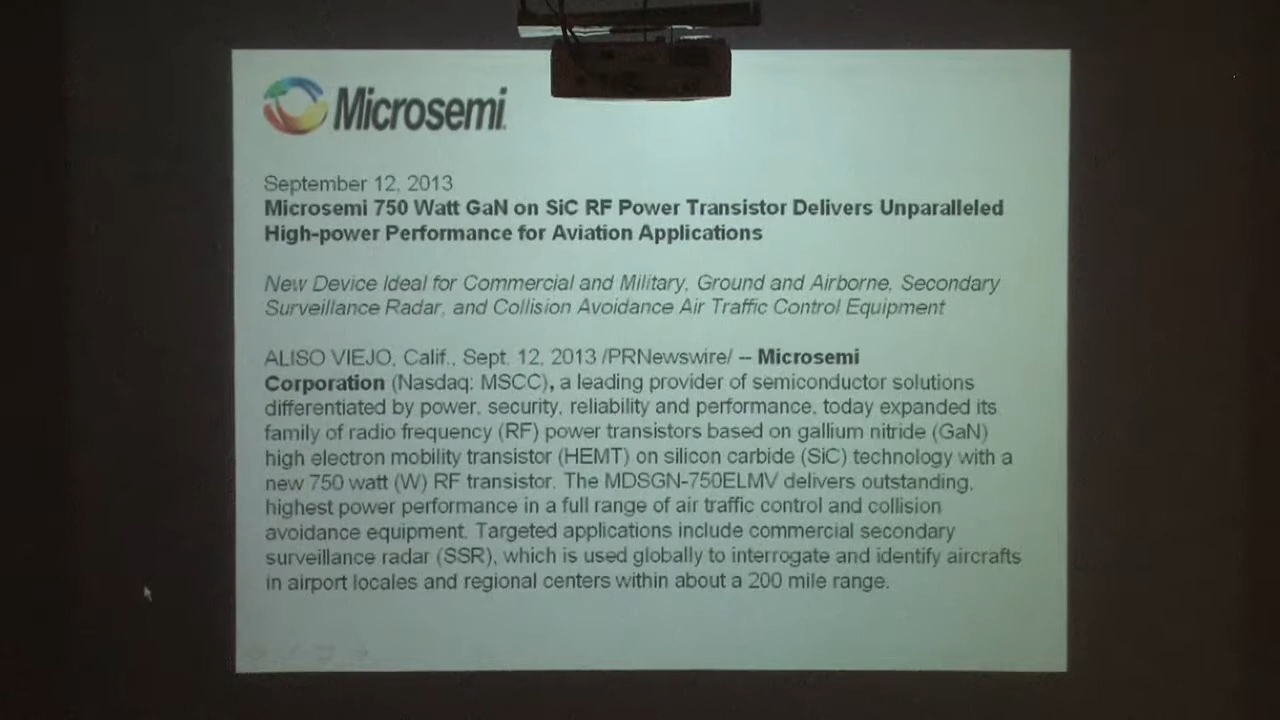 Microsemi
September 12, 2013
Microsemi 750 Watt GaN on SiC RF Power Transistor Delivers Unparalleled
High-power Performance for Aviation Applications
New Device Ideal for Commercial and Military, Ground and Airborne, Secondary
Surveillance Radar, and Collision Avoidance Air Traffic Control Equipment
ALISO VIEJO, Calif., Sept. 12, 2013 /PRNewswire/ -- Microsemi
Corporation (Nasdaq: MSCC), a leading provider of semiconductor solutions
differentiated by power, security, reliability and performance, today expanded its
family of radio frequency (RF) power transistors based on gallium nitride (GaN)
high electron mobility transistor (HEMT) on silicon carbide (SiC) technology with a
new 750 watt (W) RF transistor. The MDSGN-750ELMV delivers outstanding,
highest power performance in a full range of air traffic control and collision
avoidance equipment. Targeted applications include commercial secondary
surveillance radar (SSR), which is used globally to interrogate and identify aircrafts
in airport locales and regional centers within about a 200 mile range.